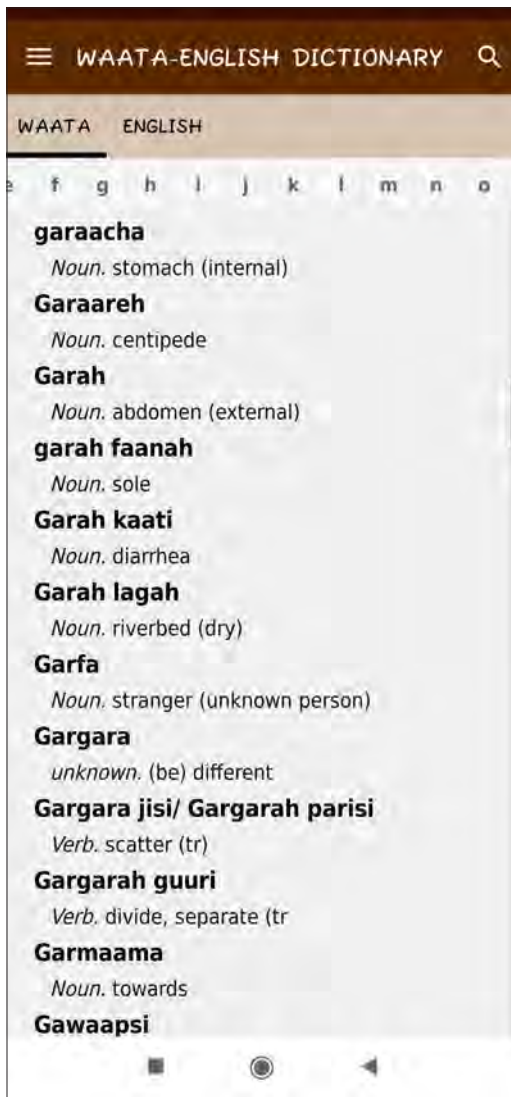 WAATA-ENGLISH DICTIONARY
WAATA ENGLISH
e f g h i j k l m n o
garaacha
Noun. stomach (internal)
Garaareh
Noun. centipede
Garah
Noun. abdomen (external)
garah faanah
Noun. sole
Garah kaati
Noun. diarrhea
Garah lagah
Noun. riverbed (dry)
Garfa
Noun. stranger (unknown person)
Gargara
unknown. (be) different
Gargara jisi/ Gargarah parisi
Verb. scatter (tr)
Gargarah guuri
Verb. divide, separate (tr
Garmaama
Noun. towards
Gawaapsi